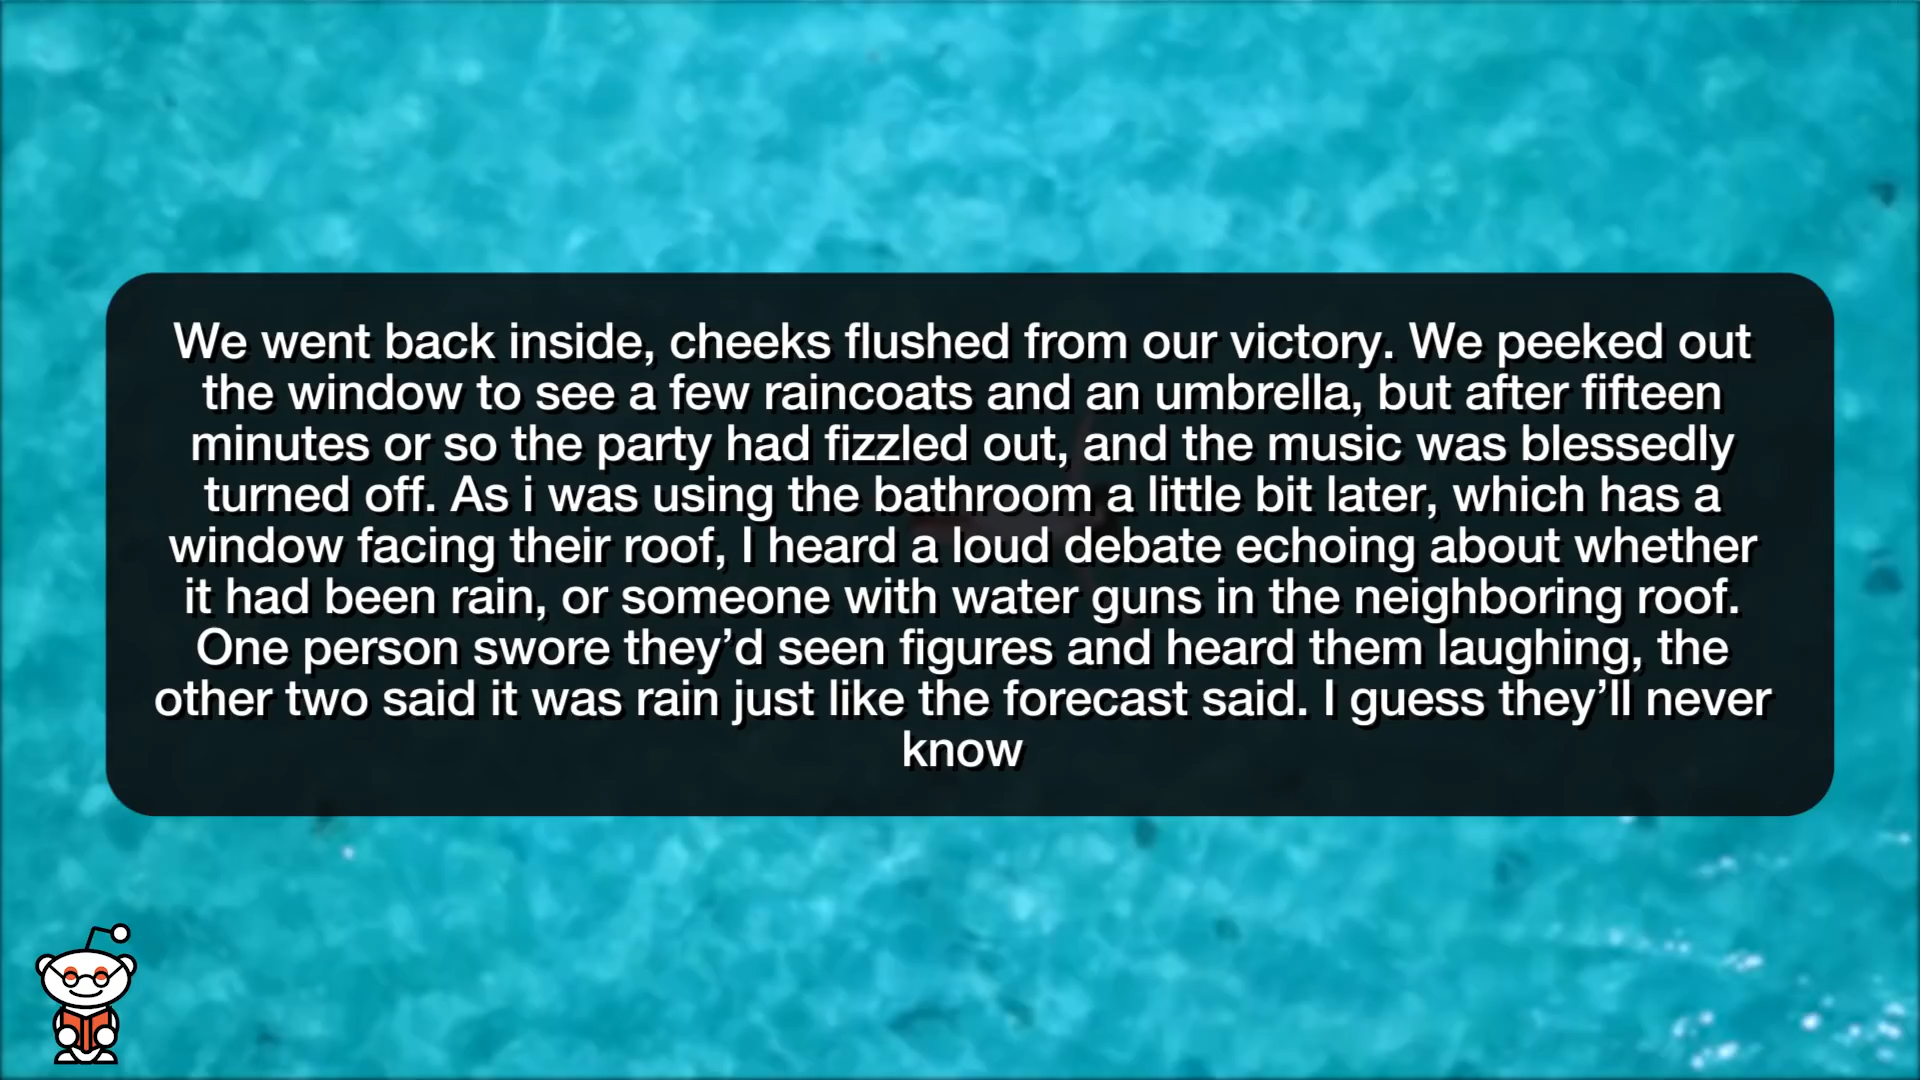 We went back inside, cheeks flushed from our victory. We peeked out
the window to see a few raincoats and an umbrella, but after fifteen
minutes or so the party had fizzled out, and the music was blessedly
turned off. As i was using the bathroom a little bit later, which has a
window facing their roof, I heard a loud debate echoing about whether
it had been rain, or someone with water guns in the neighboring roof.
One person swore they’d seen figures and heard them laughing, the
other two said it was rain just like the forecast said. I guess they’ll never
know